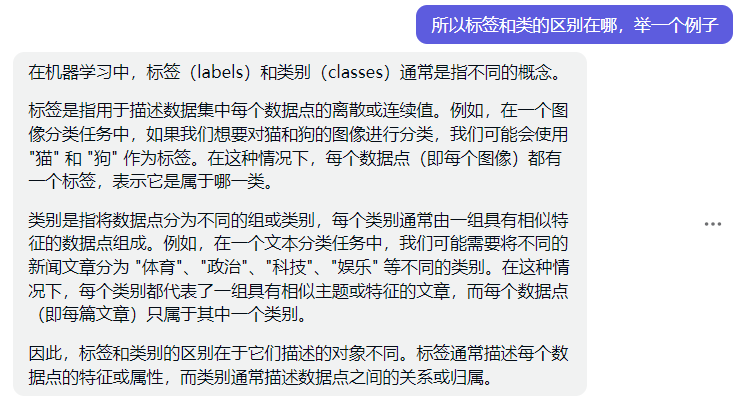 所以标签和类的区别在哪，举一个例子
在机器学习中，标签（labels）和类别（classes）通常是指不同的概念。
标签是指用于描述数据集中每个数据点的离散或连续值。例如，在一个图
像分类任务中，如果我们想要对猫和狗的图像进行分类，我们可能会使用
"猫" 和 "狗" 作为标签。在这种情况下，每个数据点（即每个图像）都有
一个标签，表示它是属于哪一类。
类别是指将数据点分为不同的组或类别，每个类别通常由一组具有相似特
征的数据点组成。例如，在一个文本分类任务中，我们可能需要将不同的
新闻文章分为 "体育"、"政治"、"科技"、"娱乐" 等不同的类别。在这种情
况下，每个类别都代表了一组具有相似主题或特征的文章，而每个数据点
（即每篇文章）只属于其中一个类别。
因此，标签和类别的区别在于它们描述的对象不同。标签通常描述每个数
据点的特征或属性，而类别通常描述数据点之间的关系或归属。